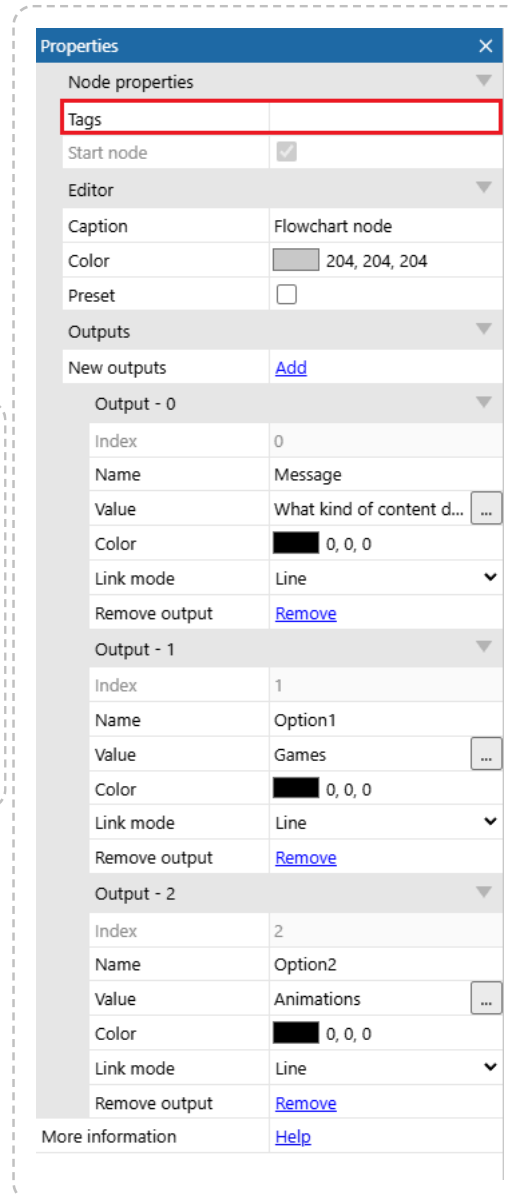 Properties
Node properties
Tags
Start node
Editor
Caption Flowchart node
Color 204, 204, 204
Preset
Outputs
New outputs Add
Output - 0
Index 0
Name Message
Value What kind of content d... ...
Color 0, 0, 0
Link mode Line
Remove output Remove
Output - 1
Index 1
Name Option1
Value Games ...
Color 0, 0, 0
Link mode Line
Remove output Remove
Output - 2
Index 2
Name Option2
Value Animations ...
Color 0, 0, 0
Link mode Line
Remove output Remove
More information Help